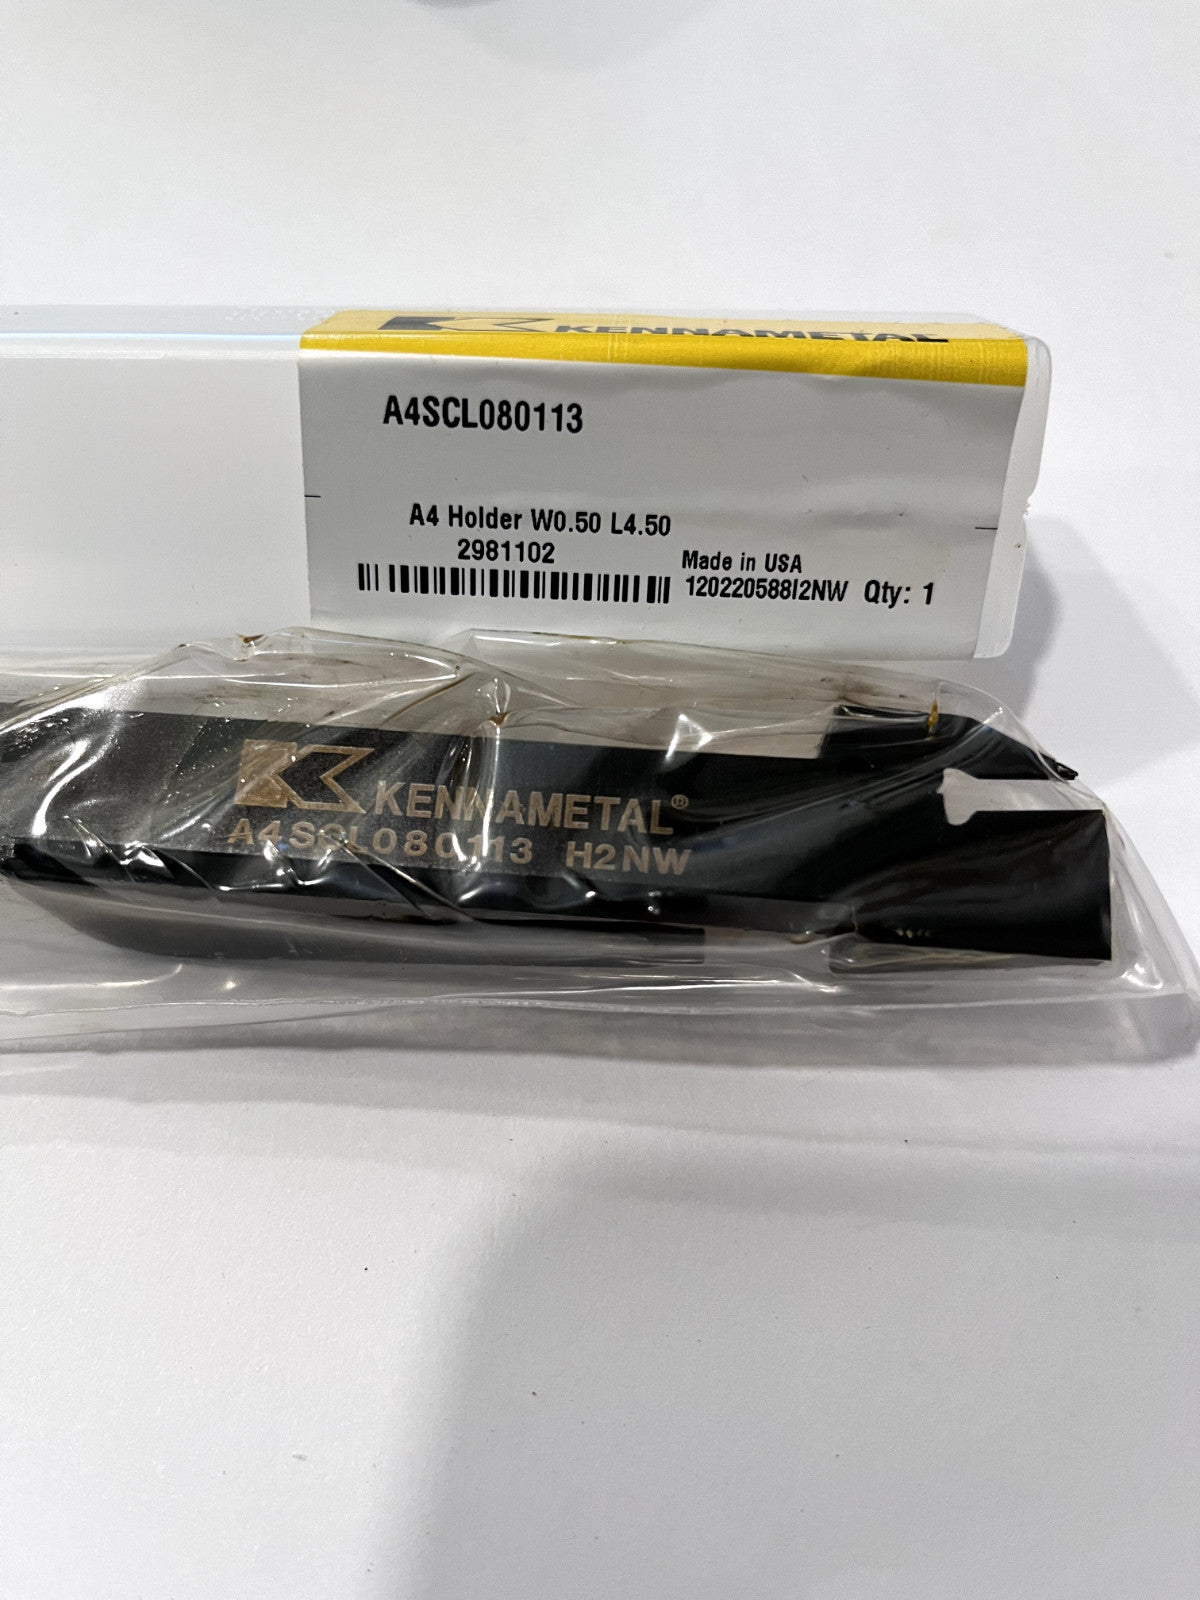 KENNAMETAL
A4SCL080113
A4 Holder W0.50 L4.50
2981102
Made in USA
120220588I2NW Qty: 1
KENNAMETAL®
A4SCL080113 H2NW